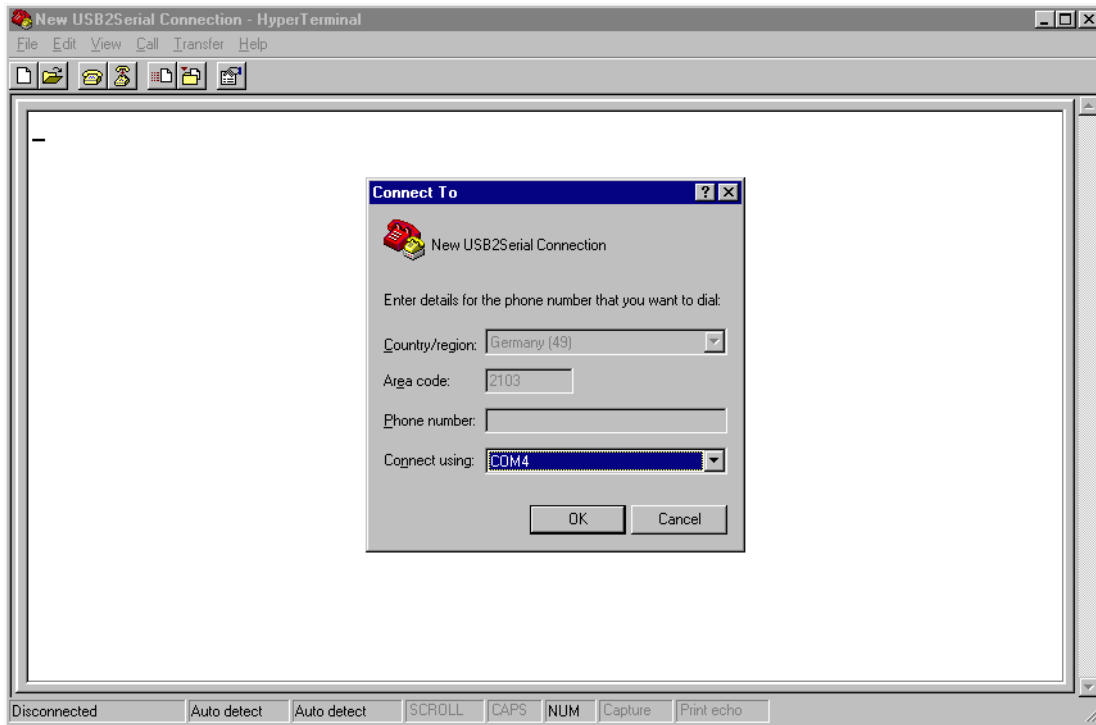 New USB2Serial Connection - HyperTerminal
File Edit View Call Transfer Help
Connect To
New USB2Serial Connection
Enter details for the phone number that you want to dial:
Country/region: Germany (49)
Area code: 2103
Phone number:
Connect using: COM4
OK Cancel
Disconnected Auto detect Auto detect SCROLL CAPS NUM Capture Print echo